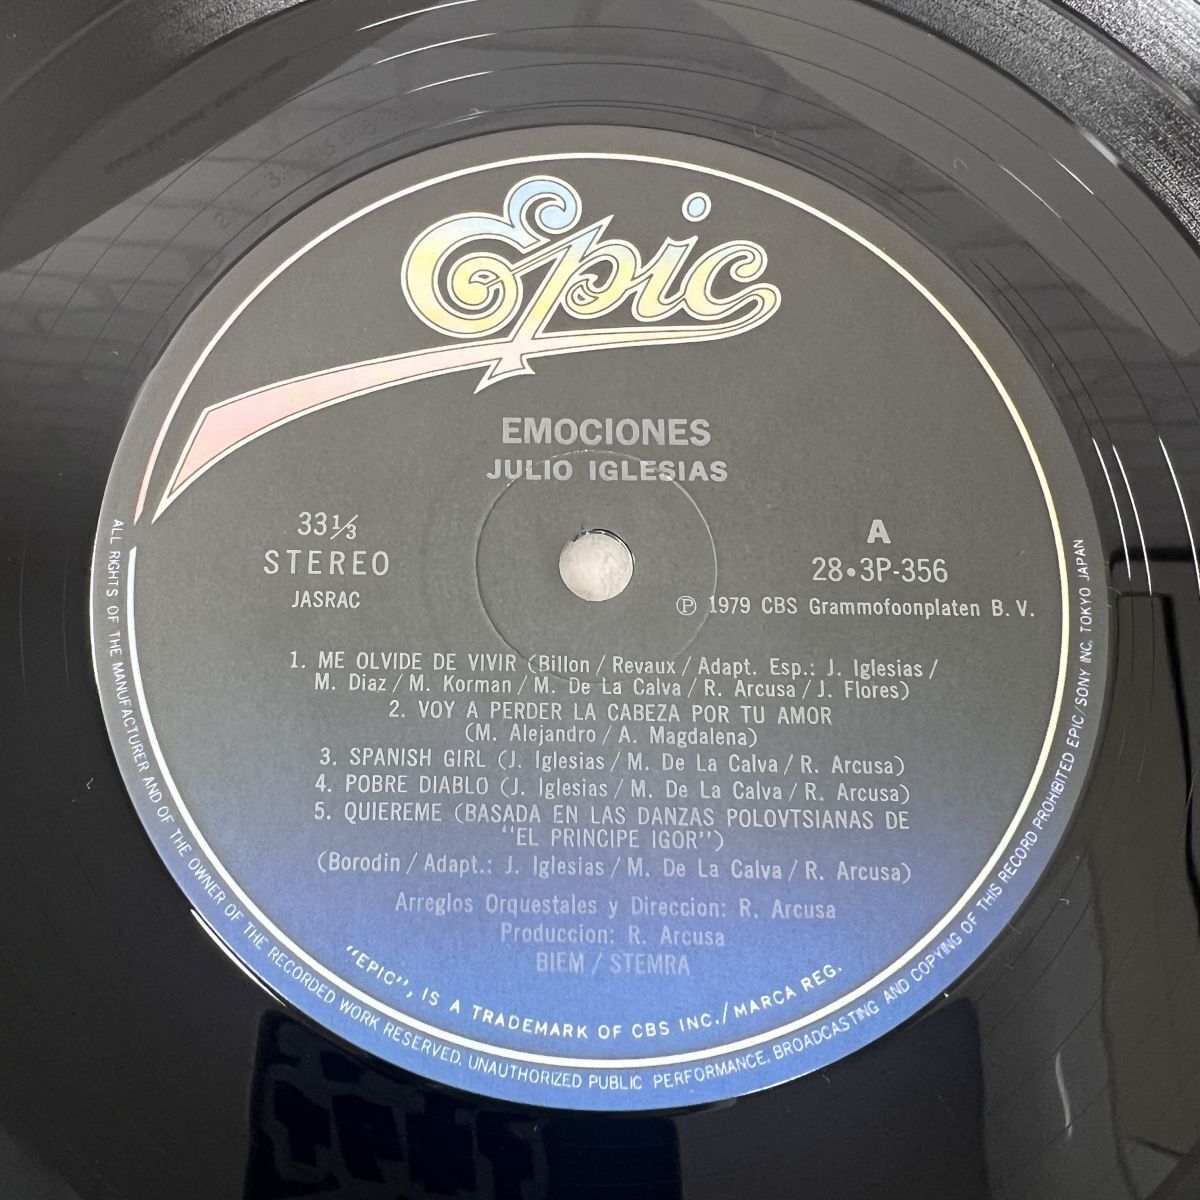 Epic
EMOCIONES
JULIO IGLESIAS
33⅓
STEREO
JASRAC
A
28•3P-356
Ⓟ 1979 CBS Grammofoonplaten B. V.
1. ME OLVIDE DE VIVIR (Billon / Revaux / Adapt. Esp.: J. Iglesias /
M. Diaz / M. Korman / M. De La Calva / R. Arcusa / J. Flores)
2. VOY A PERDER LA CABEZA POR TU AMOR
(M. Alejandro / A. Magdalena)
3. SPANISH GIRL (J. Iglesias / M. De La Calva / R. Arcusa)
4. POBRE DIABLO (J. Iglesias / M. De La Calva / R. Arcusa)
5. QUIEREME (BASADA EN LAS DANZAS POLOVTSIANAS DE
"EL PRINCIPE IGOR")
(Borodin / Adapt.: J. Iglesias / M. De La Calva / R. Arcusa)
Arreglos Orquestales y Direccion: R. Arcusa
Produccion: R. Arcusa
BIEM / STEMRA
"EPIC", IS A TRADEMARK OF CBS INC./MARCA REG.
ALL RIGHTS OF THE MANUFACTURER AND OF THE OWNER OF THE RECORDED WORK RESERVED. UNAUTHORIZED PUBLIC PERFORMANCE, BROADCASTING AND COPYING OF THIS RECORD PROHIBITED EPIC/SONY INC. TOKYO JAPAN